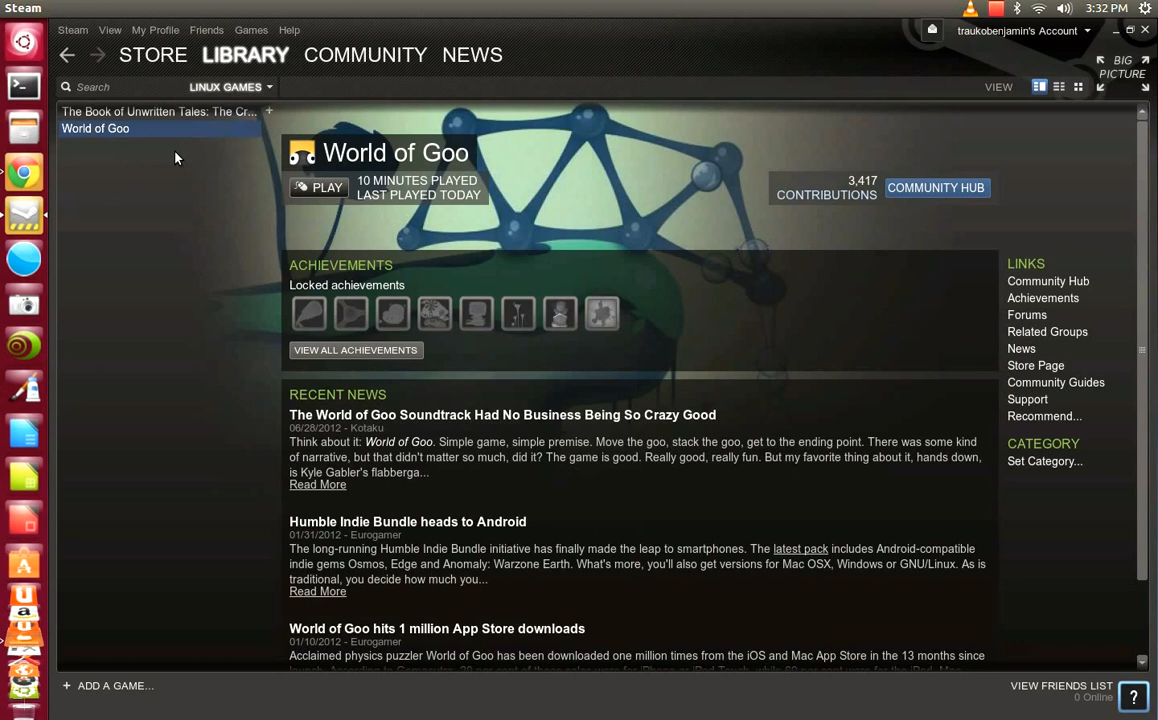 Steam
3:32 PM
Steam View My Profile Friends Games Help
traukobenjamin's Account
STORE LIBRARY COMMUNITY NEWS
BIG PICTURE
Search
LINUX GAMES
VIEW
The Book of Unwritten Tales: The Cr... +
World of Goo
World of Goo
PLAY
10 MINUTES PLAYED
LAST PLAYED TODAY
3,417
CONTRIBUTIONS
COMMUNITY HUB
ACHIEVEMENTS
Locked achievements
VIEW ALL ACHIEVEMENTS
RECENT NEWS
The World of Goo Soundtrack Had No Business Being So Crazy Good
06/28/2012 - Kotaku
Think about it: World of Goo. Simple game, simple premise. Move the goo, stack the goo, get to the ending point. There was some kind
of narrative, but that didn't matter so much, did it? The game is good. Really good, really fun. But my favorite thing about it, hands down,
is Kyle Gabler's flabberga...
Read More
Humble Indie Bundle heads to Android
01/31/2012 - Eurogamer
The long-running Humble Indie Bundle initiative has finally made the leap to smartphones. The latest pack includes Android-compatible
indie gems Osmos, Edge and Anomaly: Warzone Earth. What's more, you'll also get versions for Mac OSX, Windows or GNU/Linux. As is
traditional, you decide how much you...
Read More
World of Goo hits 1 million App Store downloads
01/10/2012 - Eurogamer
Acclaimed physics puzzler World of Goo has been downloaded one million times from the iOS and Mac App Store in the 13 months since
LINKS
Community Hub
Achievements
Forums
Related Groups
News
Store Page
Community Guides
Support
Recommend...
CATEGORY
Set Category...
+ ADD A GAME...
VIEW FRIENDS LIST
0 Online
?